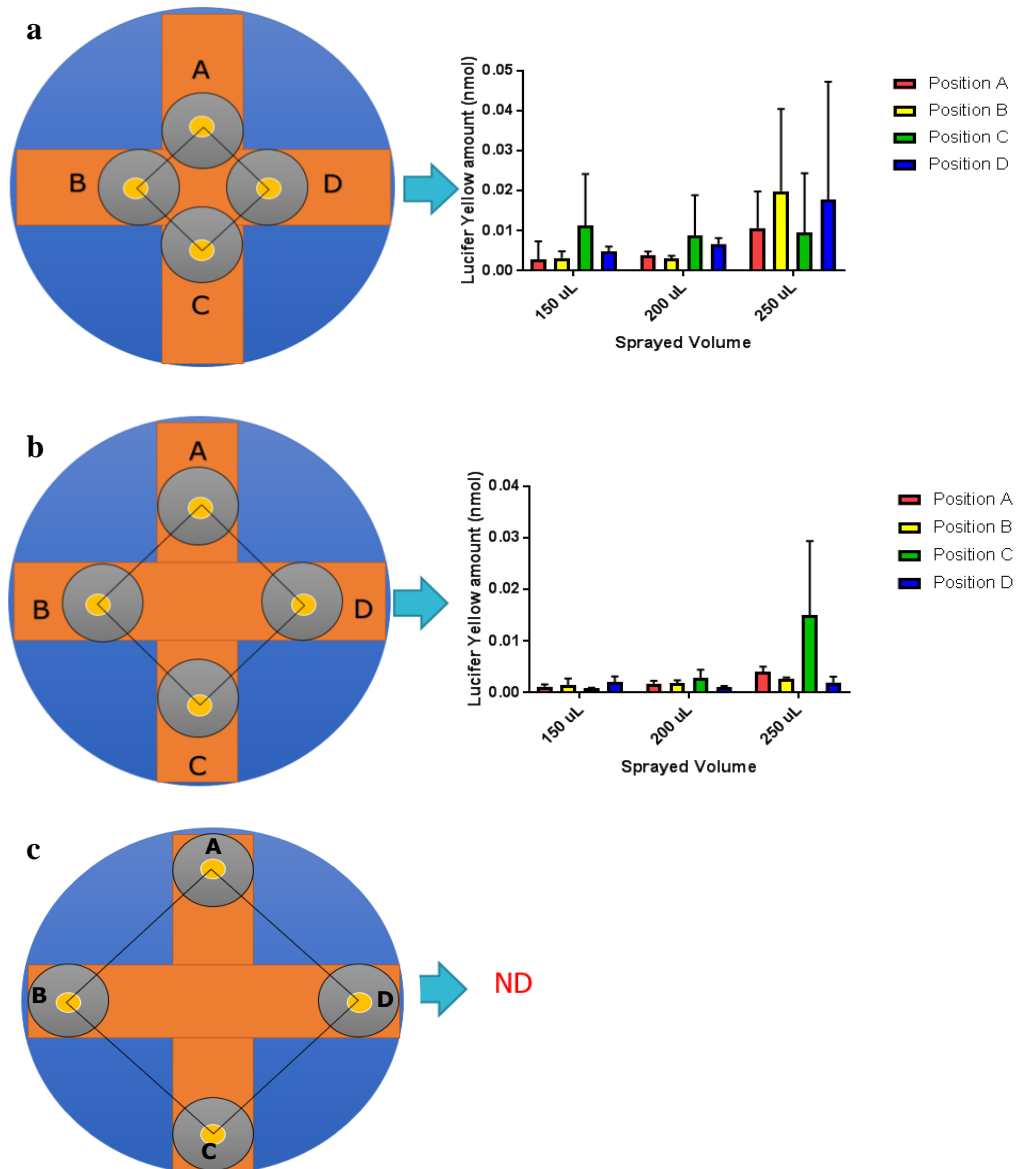 a
A
B
D
C
Lucifer Yellow amount (nmol)
0.05
0.04
0.03
0.02
0.01
0.00
150 uL
200 uL
250 uL
Sprayed Volume
Position A
Position B
Position C
Position D
b
A
B
D
C
Lucifer Yellow amount (nmol)
0.04
0.03
0.02
0.01
0.00
150 uL
200 uL
250 uL
Sprayed Volume
Position A
Position B
Position C
Position D
c
A
B
D
C
ND